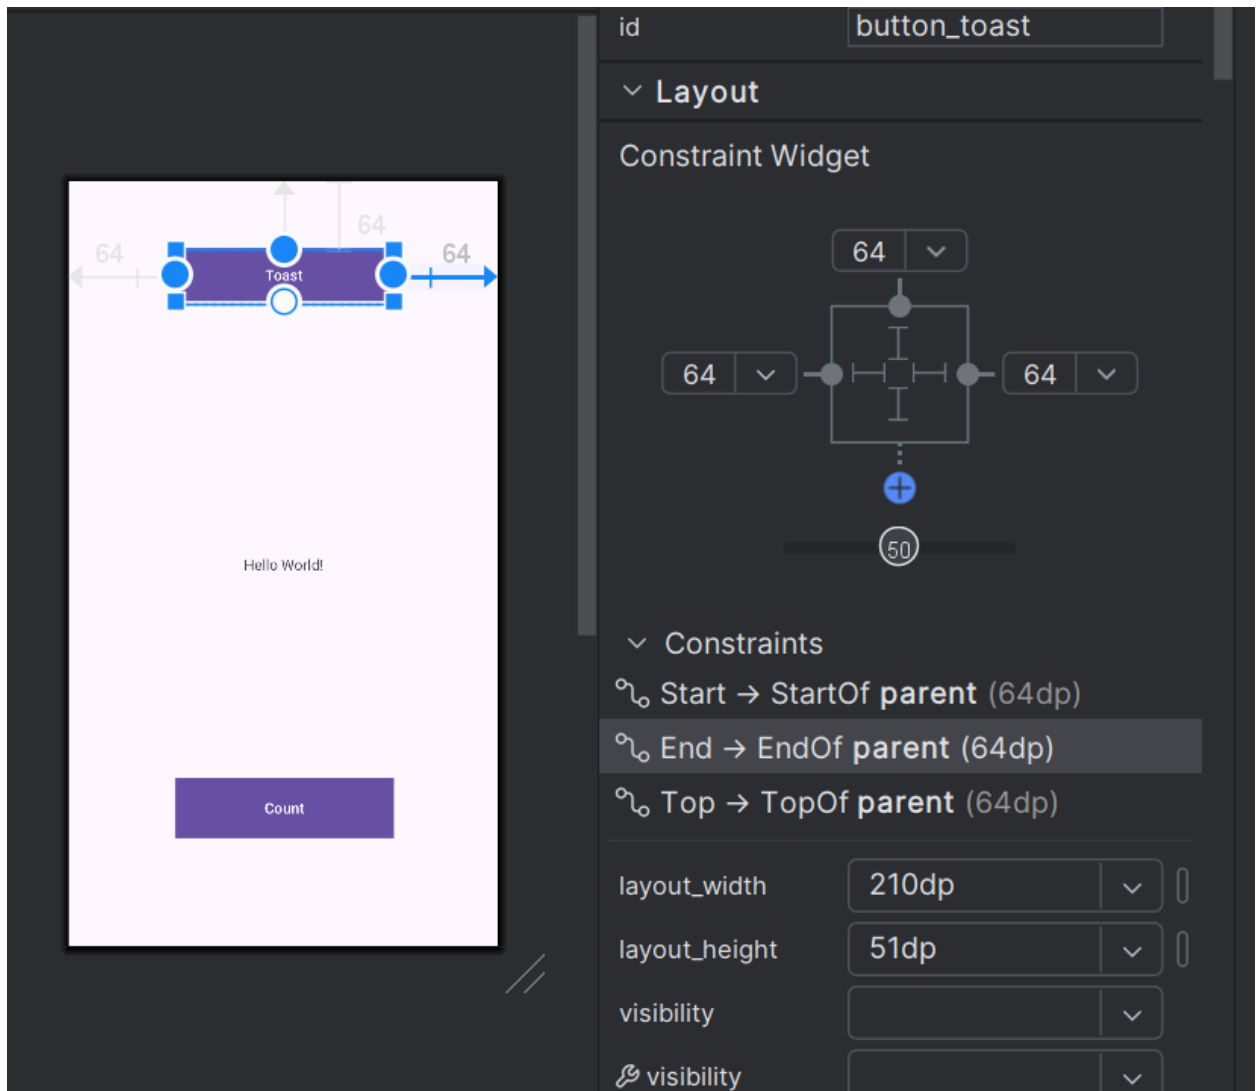 id
button_toast
Layout
Constraint Widget
64
64
64
50
64
64
64
Toast
Hello World!
Count
Constraints
Start → StartOf parent (64dp)
End → EndOf parent (64dp)
Top → TopOf parent (64dp)
layout_width
210dp
layout_height
51dp
visibility
visibility